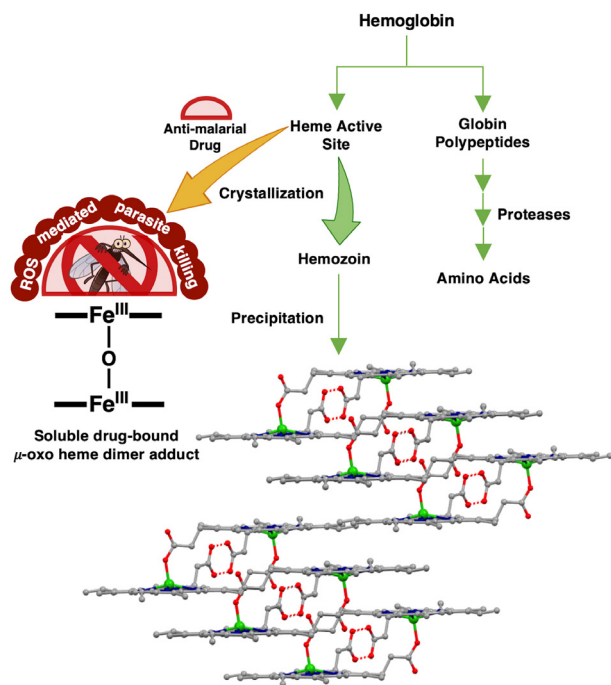 Hemoglobin
Anti-malarial
Drug
Heme Active
Site
Globin
Polypeptides
Crystallization
ROS mediated parasite killing
Proteases
Hemozoin
Amino Acids
Fe^III
O
Fe^III
Precipitation
Soluble drug-bound
μ-oxo heme dimer adduct